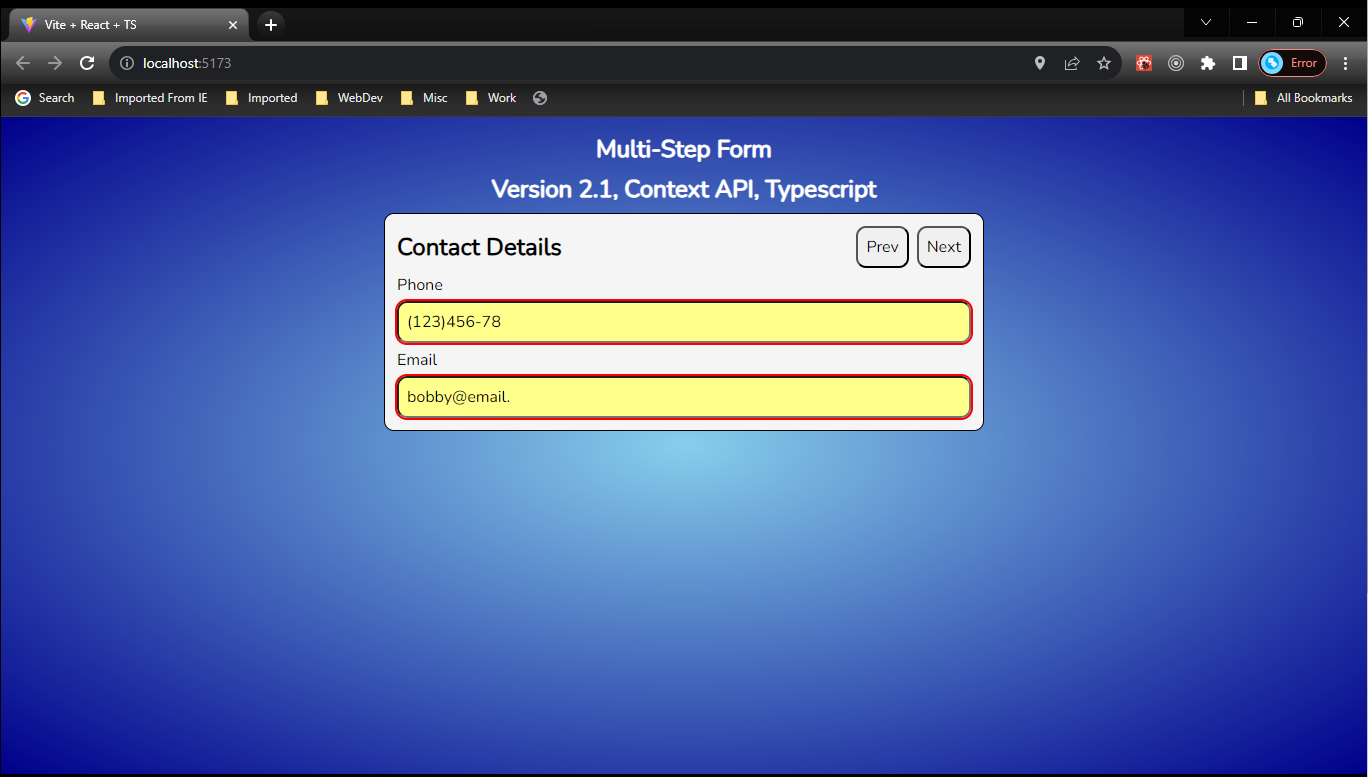 Vite + React + TS
localhost:5173
Error
Search Imported From IE Imported WebDev Misc Work All Bookmarks
Multi-Step Form
Version 2.1, Context API, Typescript
Contact Details Prev Next
Phone
(123)456-78
Email
bobby@email.